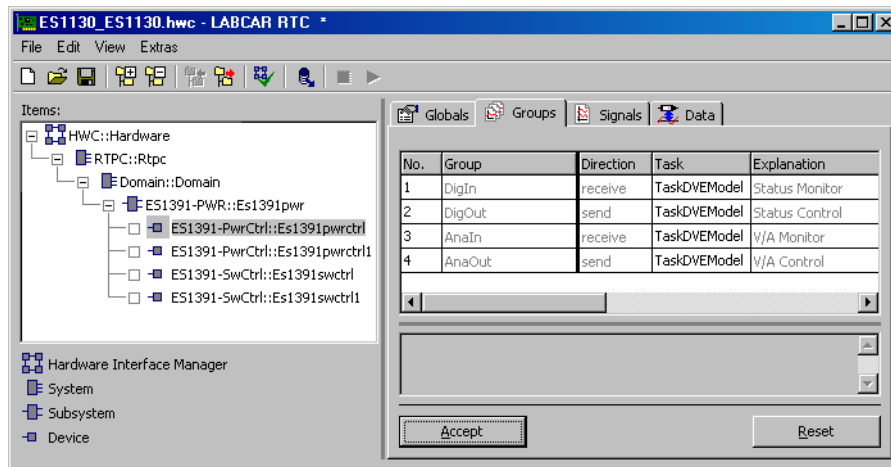 ES1130_ES1130.hwc - LABCAR RTC *
File Edit View Extras
Items:
HWC::Hardware
RTPC::Rtpc
Domain::Domain
ES1391-PWR::Es1391pwr
ES1391-PwrCtrl::Es1391pwrctrl
ES1391-PwrCtrl::Es1391pwrctrl1
ES1391-SwCtrl::Es1391swctrl
ES1391-SwCtrl::Es1391swctrl1
Hardware Interface Manager
System
Subsystem
Device
Globals Groups Signals Data
No. Group Direction Task Explanation
1 DigIn receive TaskDVEModel Status Monitor
2 DigOut send TaskDVEModel Status Control
3 AnaIn receive TaskDVEModel V/A Monitor
4 AnaOut send TaskDVEModel V/A Control
Accept Reset